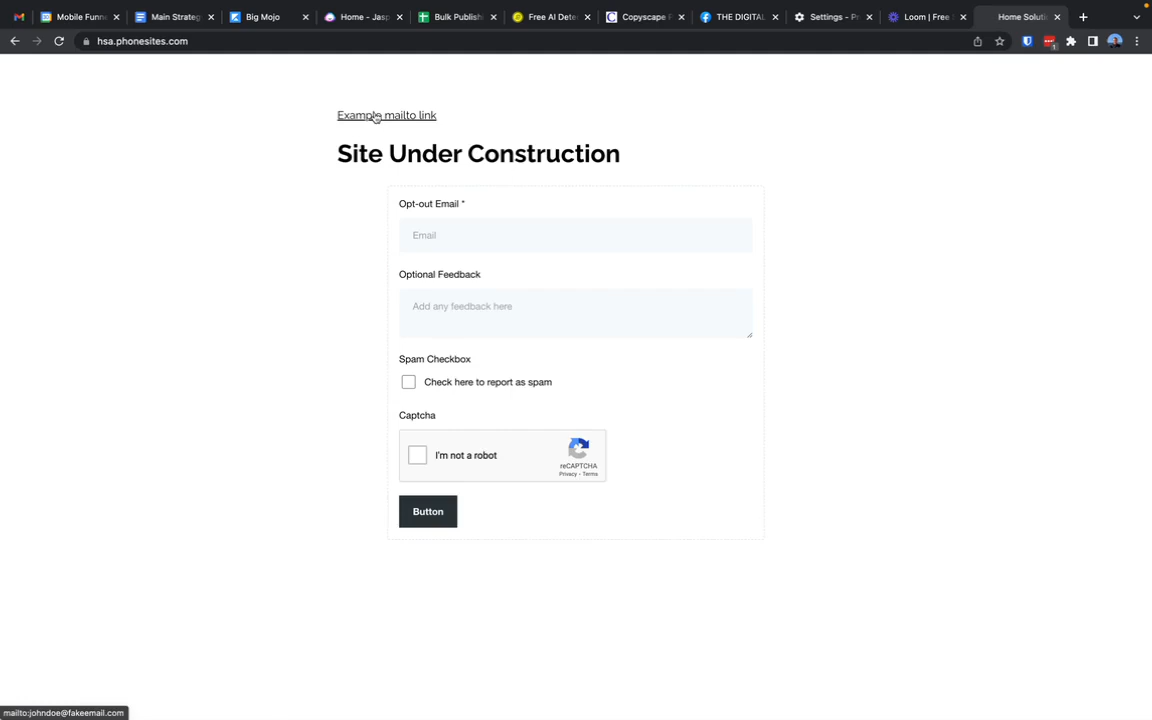 Mobile Funne
Main Strateg
Big Mojo
Home - Jasp
Bulk Publish
Free AI Dete
Copyscape P
THE DIGITAL
Settings - Pr
Loom | Free
Home Soluti
hsa.phonesites.com
1
Example mailto link
Site Under Construction
Opt-out Email *
Email
Optional Feedback
Add any feedback here
Spam Checkbox
Check here to report as spam
Captcha
I'm not a robot
reCAPTCHA
Privacy - Terms
Button
mailto:johndoe@fakeemail.com